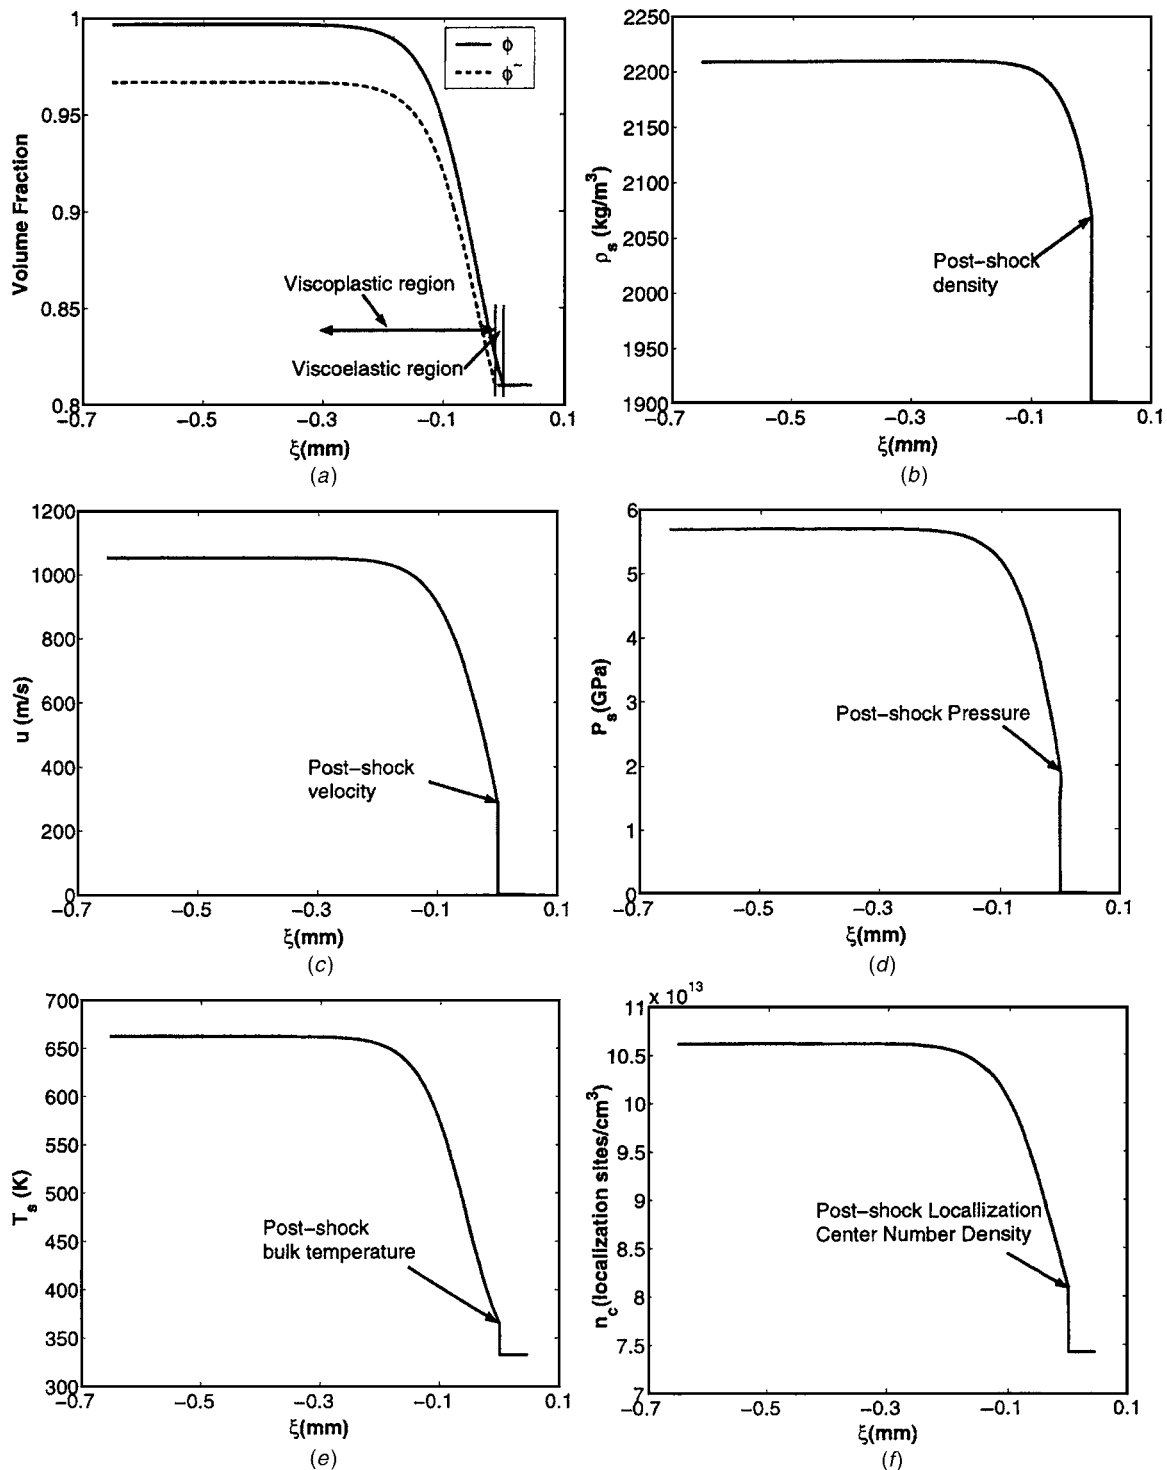 1
0.95
0.9
0.85
0.8
Volume Fraction
ϕ
ϕ~
Viscoplastic region
Viscoelastic region
−0.7 −0.5 −0.3 −0.1 0.1
ξ(mm)
(a)
2250
2200
2150
2100
2050
2000
1950
1900
ρs (kg/m3)
Post−shock
density
−0.7 −0.5 −0.3 −0.1 0.1
ξ(mm)
(b)
1200
1000
800
600
400
200
0
u (m/s)
Post−shock
velocity
−0.7 −0.5 −0.3 −0.1 0.1
ξ(mm)
(c)
6
5
4
3
2
1
0
Ps(GPa)
Post−shock Pressure
−0.7 −0.5 −0.3 −0.1 0.1
ξ(mm)
(d)
700
650
600
550
500
450
400
350
300
Ts (K)
Post−shock
bulk temperature
−0.7 −0.5 −0.3 −0.1 0.1
ξ(mm)
(e)
11 x 10^13
10.5
10
9.5
9
8.5
8
7.5
7
nc(localization sites/cm3)
Post−shock Locallization
Center Number Density
−0.7 −0.5 −0.3 −0.1 0.1
ξ(mm)
(f)